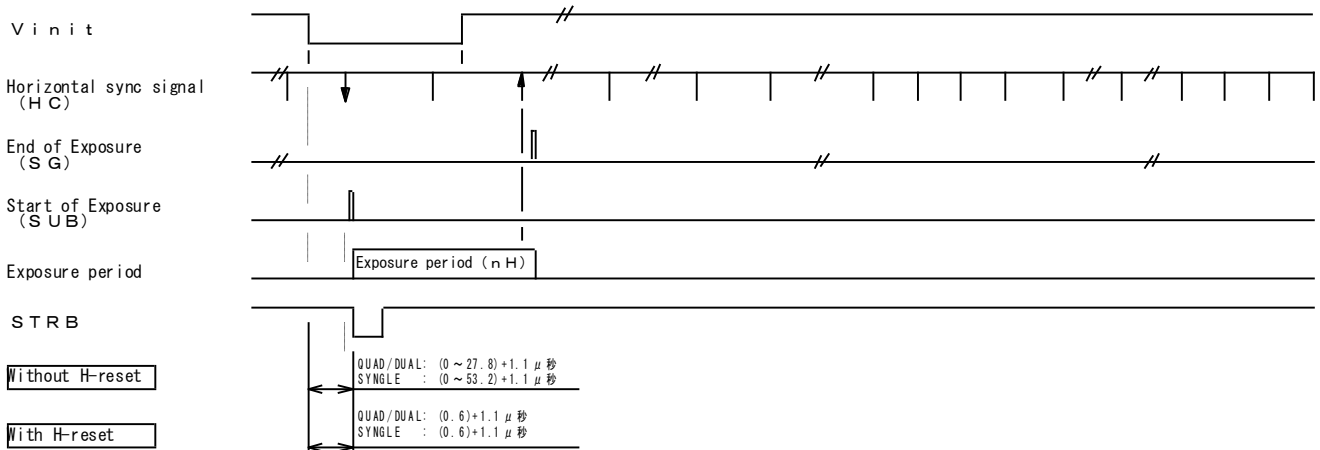 Vinit
Horizontal sync signal
（HC）
End of Exposure
（SG）
Start of Exposure
（SUB）
Exposure period（nH）
Exposure period
STRB
Without H-reset
QUAD/DUAL: (0～27.8)+1.1μ秒
SYNGLE : (0～53.2)+1.1μ秒
With H-reset
QUAD/DUAL: (0.6)+1.1μ秒
SYNGLE : (0.6)+1.1μ秒